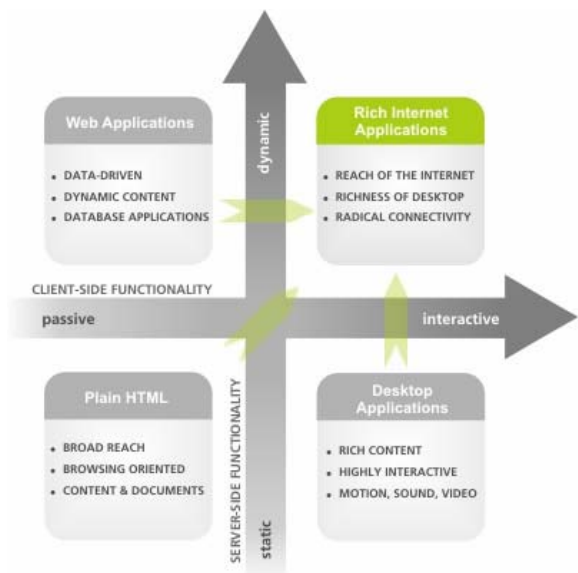 Web Applications
• DATA-DRIVEN
• DYNAMIC CONTENT
• DATABASE APPLICATIONS
dynamic
Rich Internet
Applications
• REACH OF THE INTERNET
• RICHNESS OF DESKTOP
• RADICAL CONNECTIVITY
CLIENT-SIDE FUNCTIONALITY
passive
interactive
Plain HTML
• BROAD REACH
• BROWSING ORIENTED
• CONTENT & DOCUMENTS
SERVER-SIDE FUNCTIONALITY
static
Desktop
Applications
• RICH CONTENT
• HIGHLY INTERACTIVE
• MOTION, SOUND, VIDEO